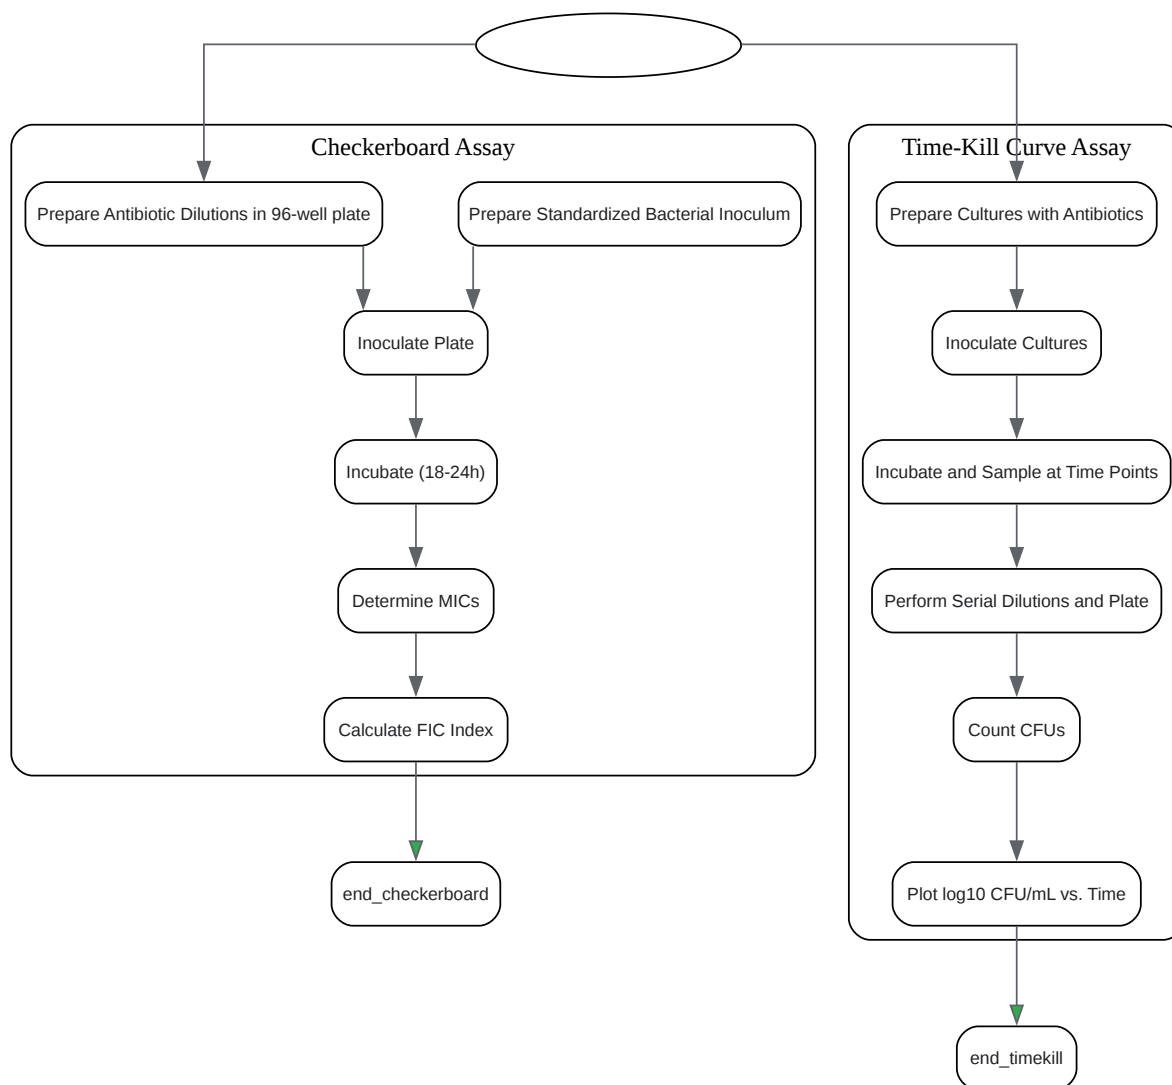 Checkerboard Assay
Prepare Antibiotic Dilutions in 96-well plate
Prepare Standardized Bacterial Inoculum
Inoculate Plate
Incubate (18-24h)
Determine MICs
Calculate FIC Index
end_checkerboard
Time-Kill Curve Assay
Prepare Cultures with Antibiotics
Inoculate Cultures
Incubate and Sample at Time Points
Perform Serial Dilutions and Plate
Count CFUs
Plot log10 CFU/mL vs. Time
end_timekill